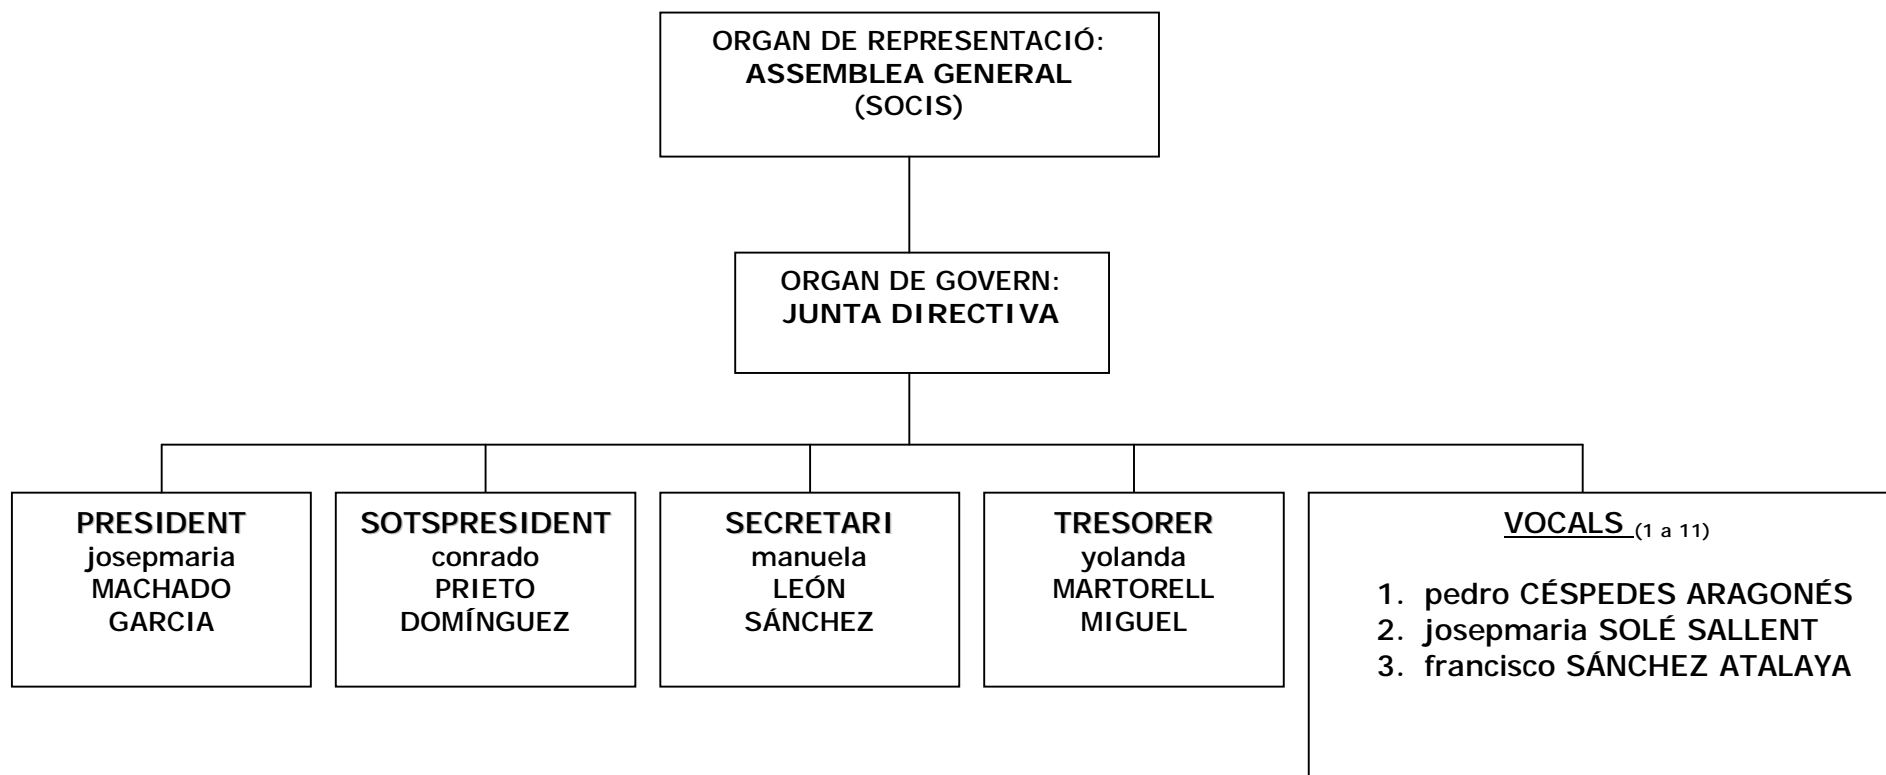 ORGAN DE REPRESENTACIÓ:
ASSEMBLEA GENERAL
(SOCIS)
ORGAN DE GOVERN:
JUNTA DIRECTIVA
PRESIDENT
josepmaria
MACHADO
GARCIA
SOTSPRESIDENT
conrado
PRIETO
DOMÍNGUEZ
SECRETARI
manuela
LEÓN
SÁNCHEZ
TRESORER
yolanda
MARTORELL
MIGUEL
VOCALS (1 a 11)
1. pedro CÉSPEDES ARAGONÉS
2. josepmaria SOLÉ SALLENT
3. francisco SÁNCHEZ ATALAYA